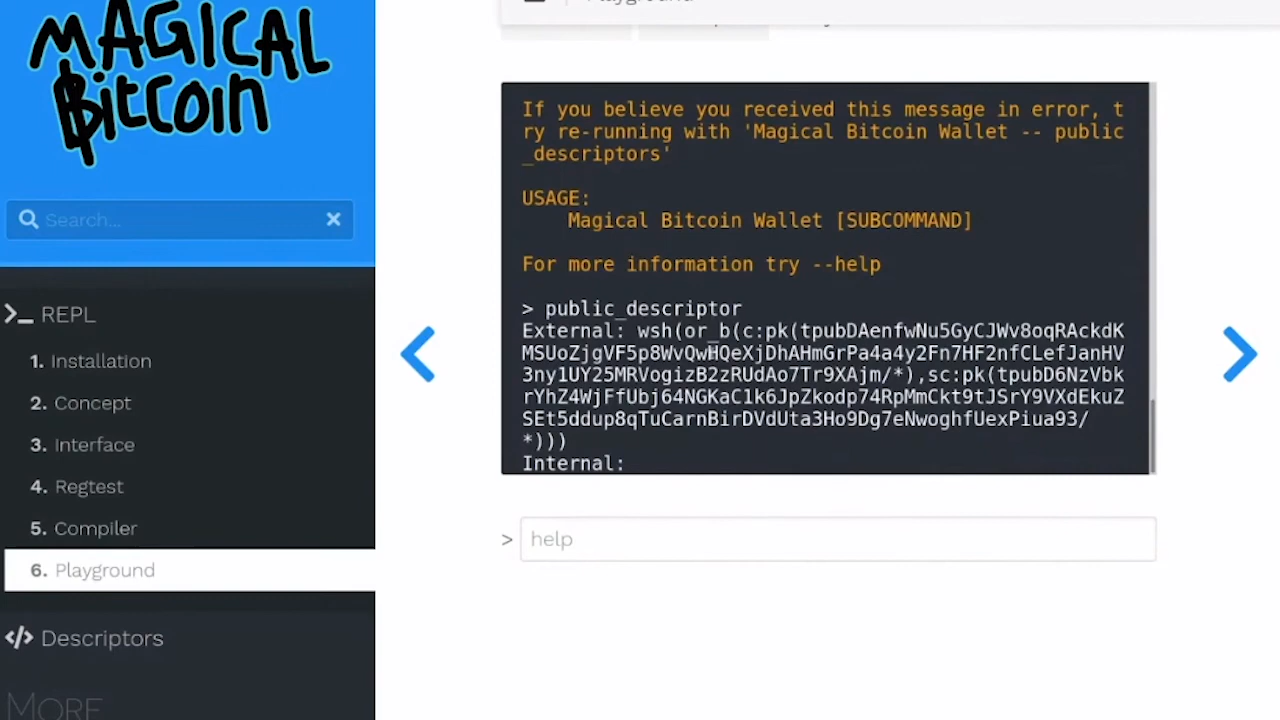 MAGICAL
Bitcoin
Search...
REPL
1. Installation
2. Concept
3. Interface
4. Regtest
5. Compiler
6. Playground
Descriptors
MORE
Playground
If you believe you received this message in error, t
ry re-running with 'Magical Bitcoin Wallet -- public
_descriptors'
USAGE:
Magical Bitcoin Wallet [SUBCOMMAND]
For more information try --help
> public_descriptor
External: wsh(or_b(c:pk(tpubDAenfwNu5GyCJWv8oqRAckdK
MSUoZjgVF5p8WvQwHQeXjDhAHmGrPa4a4y2Fn7HF2nfCLefJanHV
3ny1UY25MRVogizB2zRUdAo7Tr9XAjm/*),sc:pk(tpubD6NzVbk
rYhZ4WjFfUbj64NGKaC1k6JpZkodp74RpMmCkt9tJSrY9VXdEkuZ
SEt5ddup8qTuCarnBirDVdUta3Ho9Dg7eNwoghfUexPiua93/
*)))
Internal:
> help